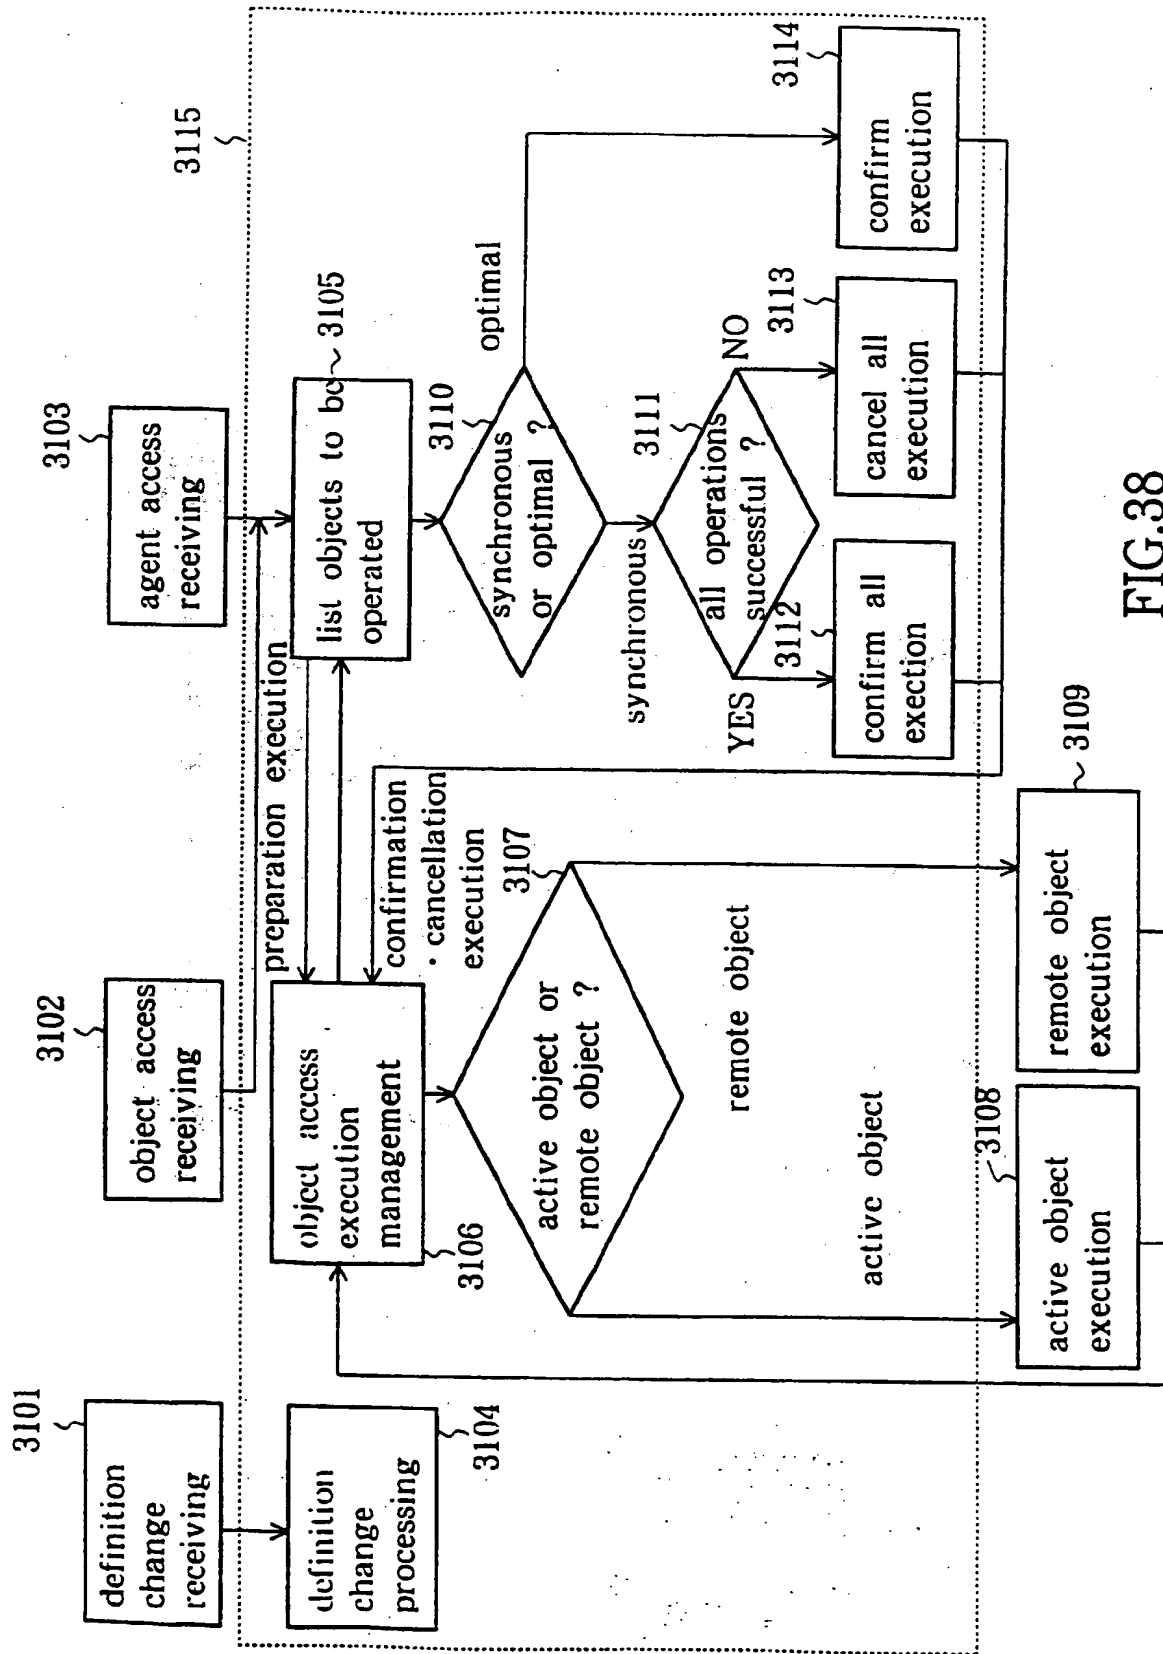 3101
definition
change
receiving
3102
object access
receiving
3103
agent access
receiving
3115
definition
change
processing
3104
preparation execution
object access
execution
management
3106
list objects to be
operated
3105
confirmation
· cancellation
execution
3107
active object or
remote object ?
3110
synchronous
or optimal ?
optimal
synchronous
3111
all operations
successful ?
YES
NO
3112
confirm all
exection
3113
cancel all
execution
3114
confirm
execution
remote object
active object
3108
active object
execution
3109
remote object
execution
FIG.38